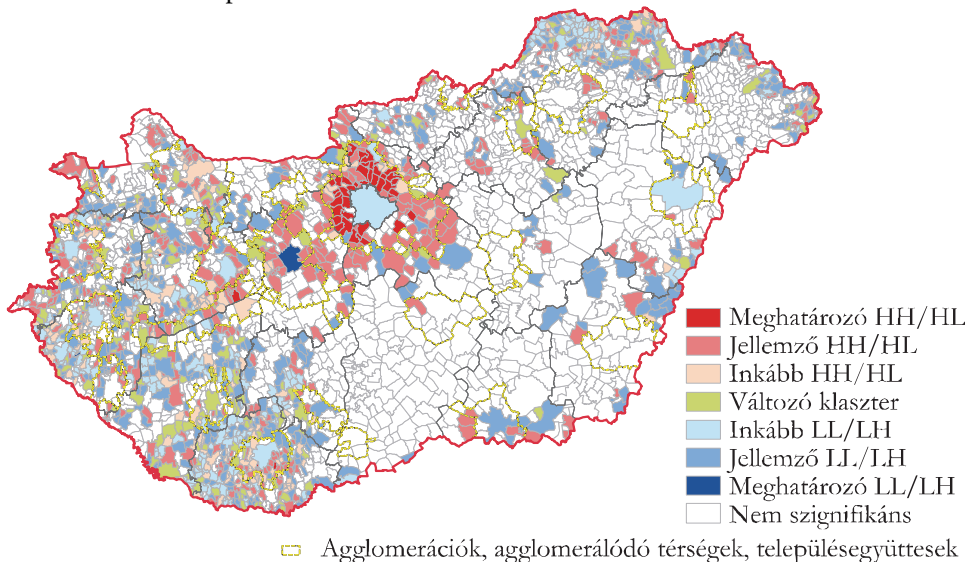 Meghatározó HH/HL
Jellemző HH/HL
Inkább HH/HL
Változó klaszter
Inkább LL/LH
Jellemző LL/LH
Meghatározó LL/LH
Nem szignifikáns
Agglomerációk, agglomerálódó térségek, településegyüttesek